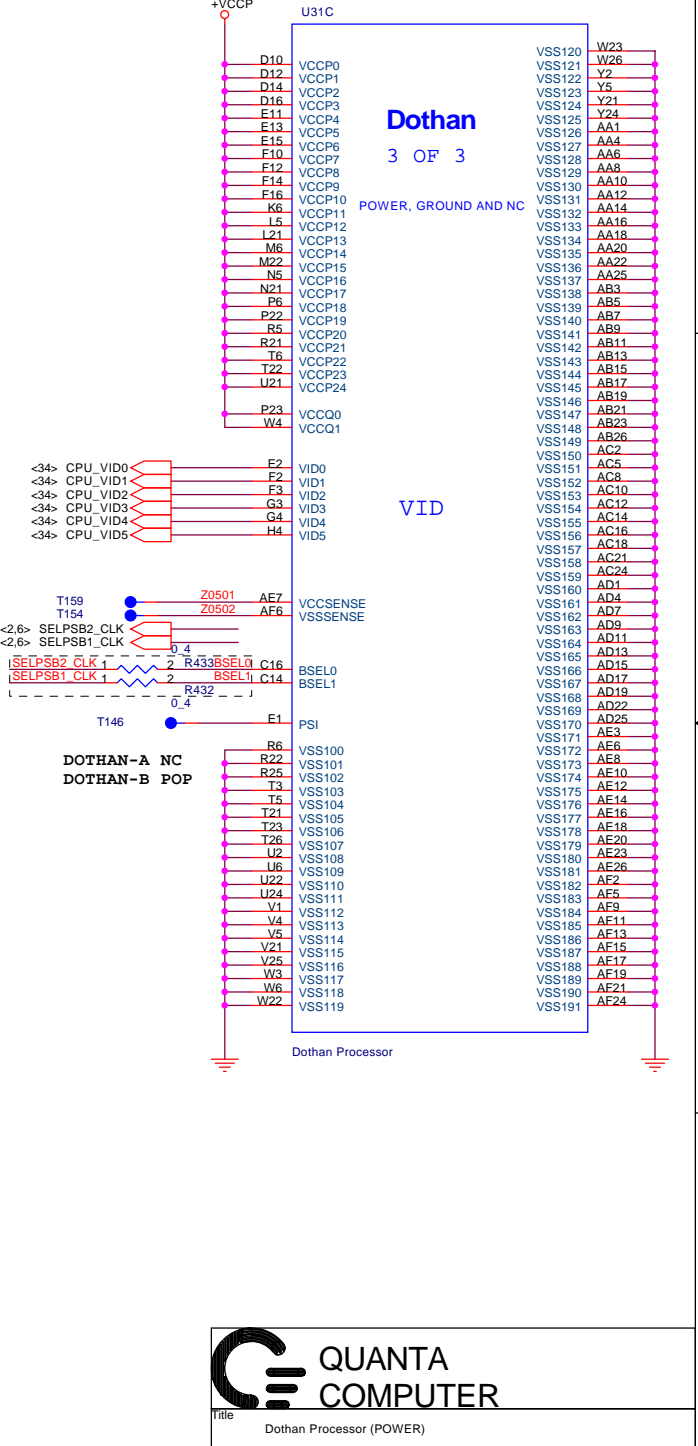 +VCCP
U31C
Dothan
3 OF 3
POWER, GROUND AND NC
D10 VCCP0
D12 VCCP1
D14 VCCP2
D16 VCCP3
E11 VCCP4
E13 VCCP5
E15 VCCP6
F10 VCCP7
F12 VCCP8
F14 VCCP9
F16 VCCP10
K6 VCCP11
L5 VCCP12
L21 VCCP13
M6 VCCP14
M22 VCCP15
N5 VCCP16
N21 VCCP17
P6 VCCP18
P22 VCCP19
R5 VCCP20
R21 VCCP21
T6 VCCP22
T22 VCCP23
U21 VCCP24
P23 VCCQ0
W4 VCCQ1
<34> CPU_VID0 E2 VID0
<34> CPU_VID1 F2 VID1
<34> CPU_VID2 F3 VID2
<34> CPU_VID3 G3 VID3
<34> CPU_VID4 G4 VID4
<34> CPU_VID5 H4 VID5
VID
T159 Z0501 AE7 VCCSENSE
T154 Z0502 AF6 VSSSENSE
<2,6> SELPSB2_CLK
<2,6> SELPSB1_CLK
0_4
SELPSB2_CLK 1 2 R433 BSEL0 C16 BSEL0
SELPSB1_CLK 1 2 BSEL1 C14 BSEL1
R432
0_4
T146 E1 PSI
DOTHAN-A NC
DOTHAN-B POP
R6 VSS100
R22 VSS101
R25 VSS102
T3 VSS103
T5 VSS104
T21 VSS105
T23 VSS106
T26 VSS107
U2 VSS108
U6 VSS109
U22 VSS110
U24 VSS111
V1 VSS112
V4 VSS113
V5 VSS114
V21 VSS115
V25 VSS116
W3 VSS117
W6 VSS118
W22 VSS119
VSS120 W23
VSS121 W26
VSS122 Y2
VSS123 Y5
VSS124 Y21
VSS125 Y24
VSS126 AA1
VSS127 AA4
VSS128 AA6
VSS129 AA8
VSS130 AA10
VSS131 AA12
VSS132 AA14
VSS133 AA16
VSS134 AA18
VSS135 AA20
VSS136 AA22
VSS137 AA25
VSS138 AB3
VSS139 AB5
VSS140 AB7
VSS141 AB9
VSS142 AB11
VSS143 AB13
VSS144 AB15
VSS145 AB17
VSS146 AB19
VSS147 AB21
VSS148 AB23
VSS149 AB26
VSS150 AC2
VSS151 AC5
VSS152 AC8
VSS153 AC10
VSS154 AC12
VSS155 AC14
VSS156 AC16
VSS157 AC18
VSS158 AC21
VSS159 AC24
VSS160 AD1
VSS161 AD4
VSS162 AD7
VSS163 AD9
VSS164 AD11
VSS165 AD13
VSS166 AD15
VSS167 AD17
VSS168 AD19
VSS169 AD22
VSS170 AD25
VSS171 AE3
VSS172 AE6
VSS173 AE8
VSS174 AE10
VSS175 AE12
VSS176 AE14
VSS177 AE16
VSS178 AE18
VSS179 AE20
VSS180 AE23
VSS181 AE26
VSS182 AF2
VSS183 AF5
VSS184 AF9
VSS185 AF11
VSS186 AF13
VSS187 AF15
VSS188 AF17
VSS189 AF19
VSS190 AF21
VSS191 AF24
Dothan Processor
QUANTA
COMPUTER
Title
Dothan Processor (POWER)